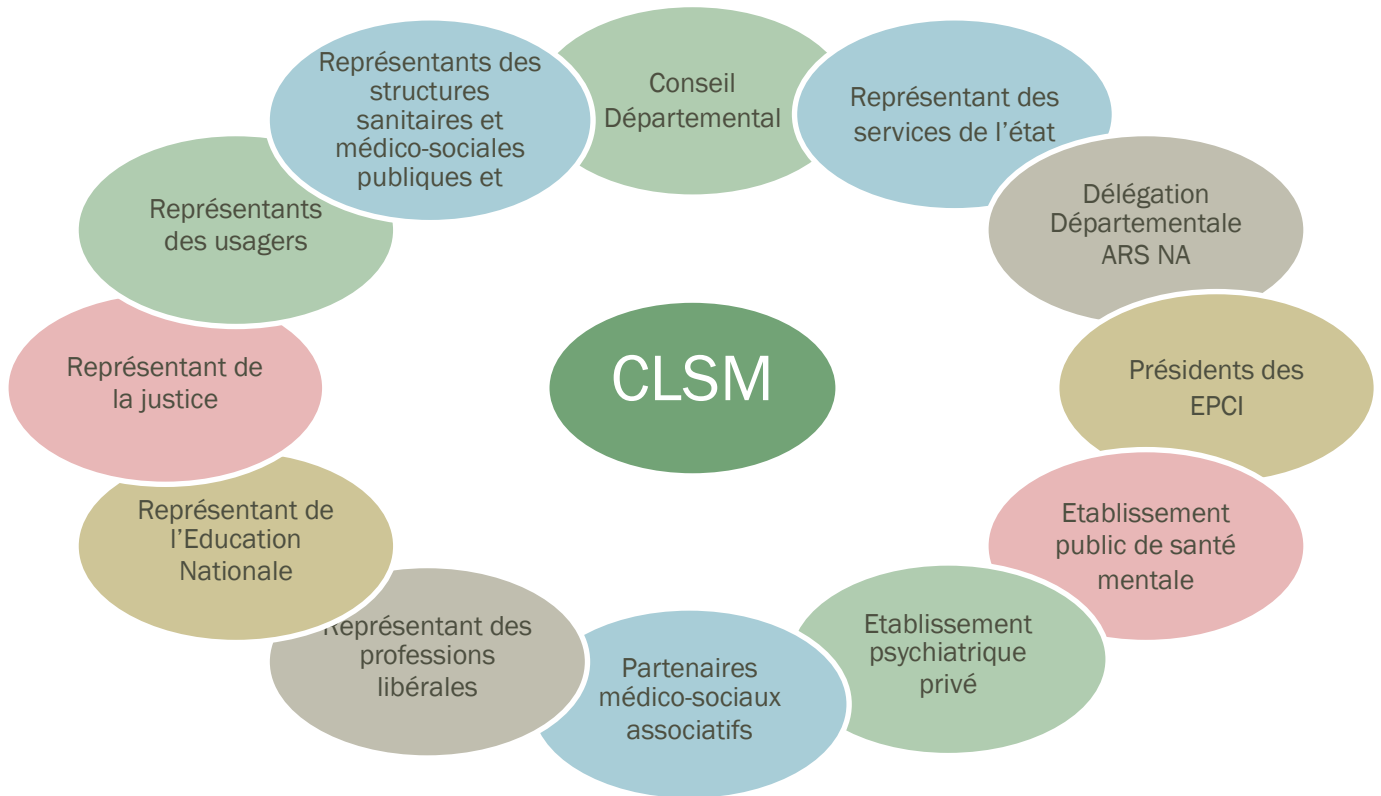 Conseil
Départemental
Représentant des
services de l’état
Délégation
Départementale
ARS NA
Présidents des
EPCI
Etablissement
public de santé
mentale
Etablissement
psychiatrique
privé
Partenaires
médico-sociaux
associatifs
Représentant des
professions
libérales
Représentant de
l’Education
Nationale
Représentant de
la justice
Représentants
des usagers
Représentants des
structures
sanitaires et
médico-sociales
publiques et
CLSM